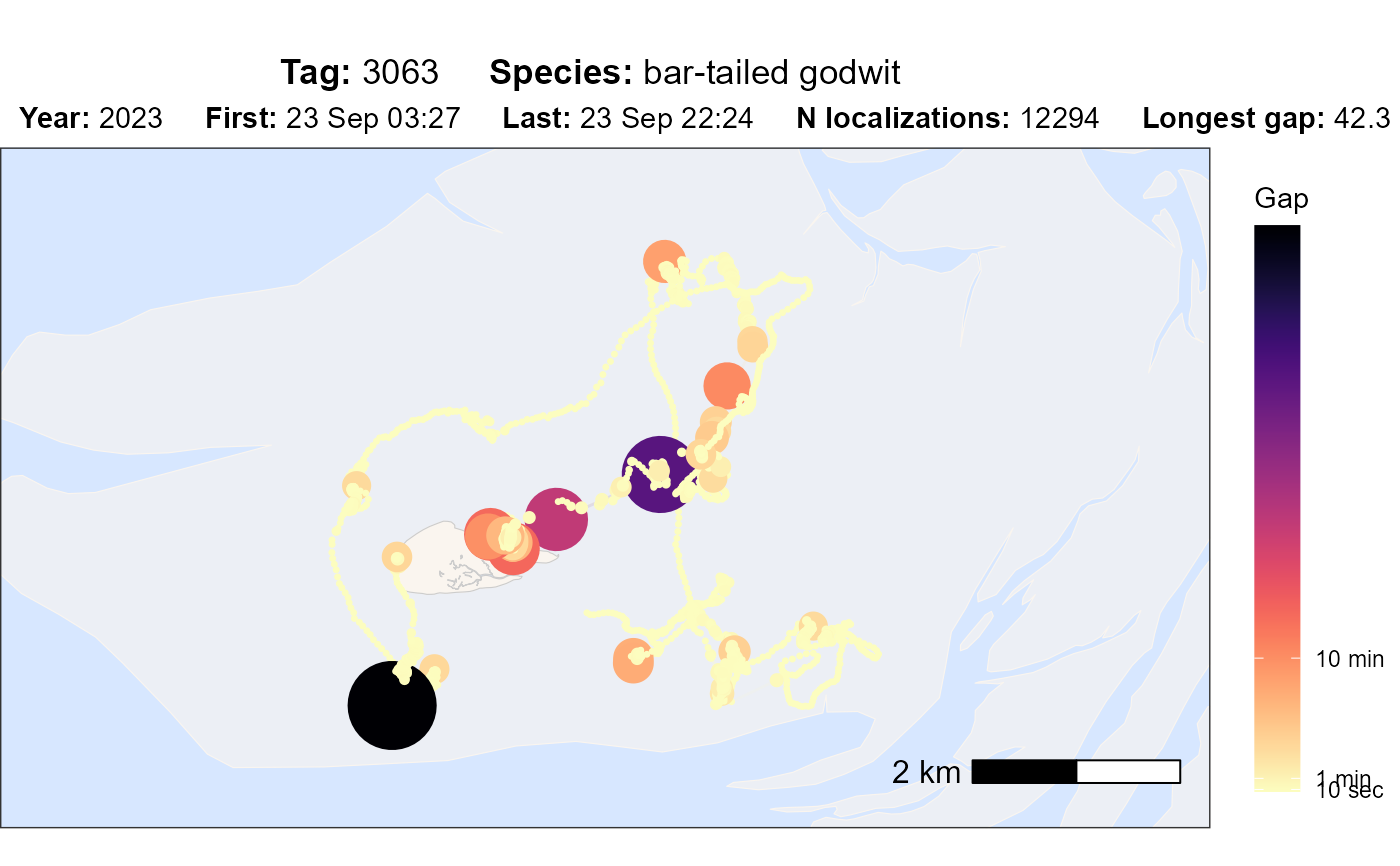 Tag: 3063 Species: bar-tailed godwit
Year: 2023 First: 23 Sep 03:27 Last: 23 Sep 22:24 N localizations: 12294 Longest gap: 42.3
Gap
10 min
1 min
10 sec
2 km